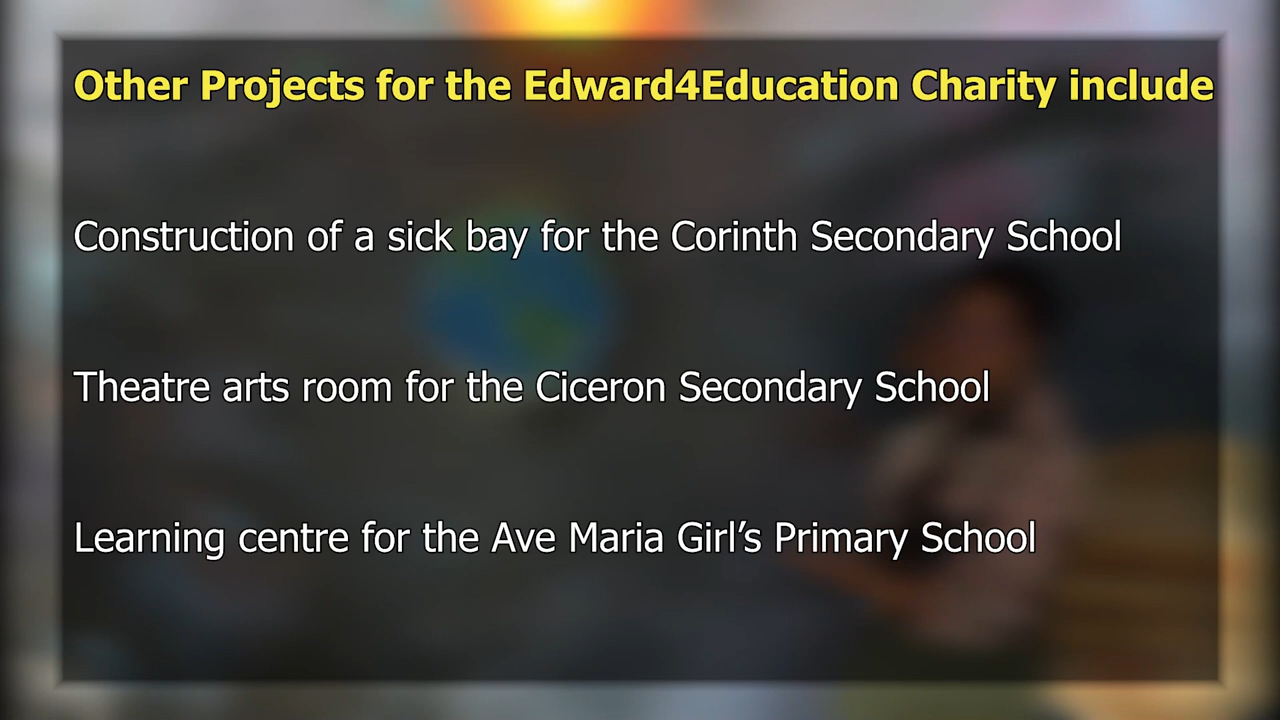 Other Projects for the Edward4Education Charity include
Construction of a sick bay for the Corinth Secondary School
Theatre arts room for the Ciceron Secondary School
Learning centre for the Ave Maria Girl’s Primary School